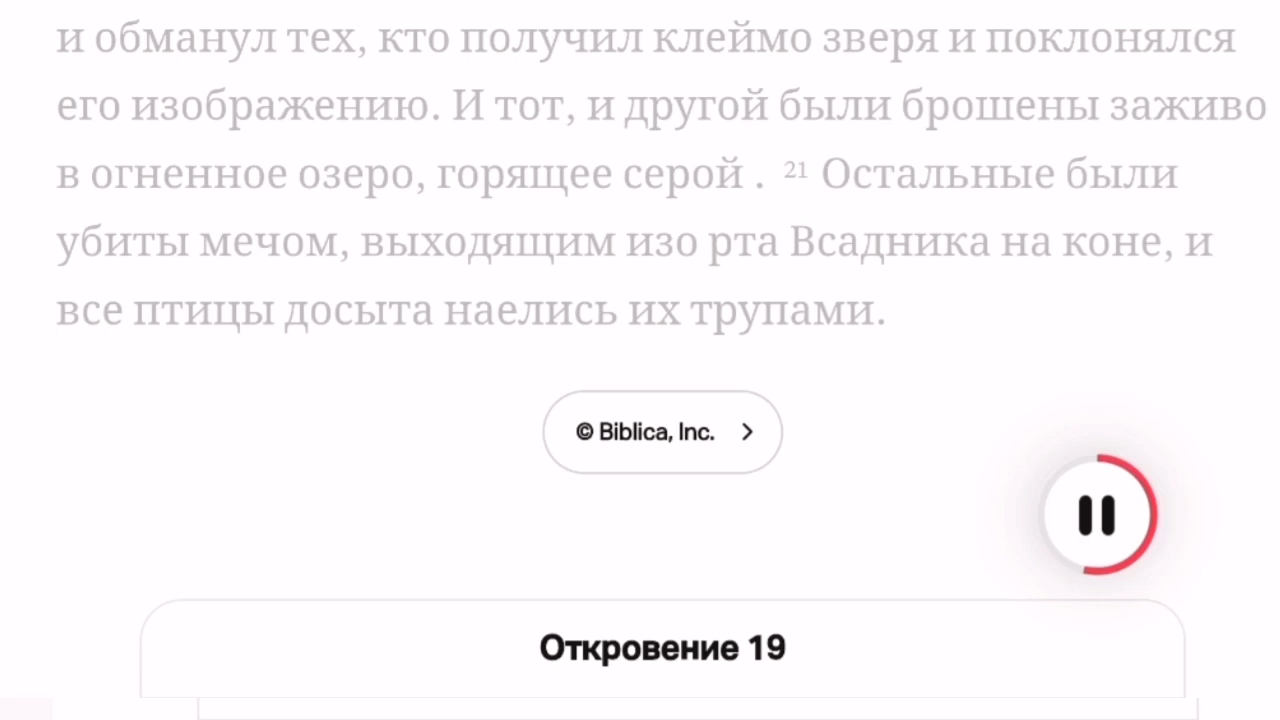 и обманул тех, кто получил клеймо зверя и поклонялся
его изображению. И тот, и другой были брошены заживо
в огненное озеро, горящее серой . 21 Остальные были
убиты мечом, выходящим изо рта Всадника на коне, и
все птицы досыта наелись их трупами.
© Biblica, Inc.
Откровение 19